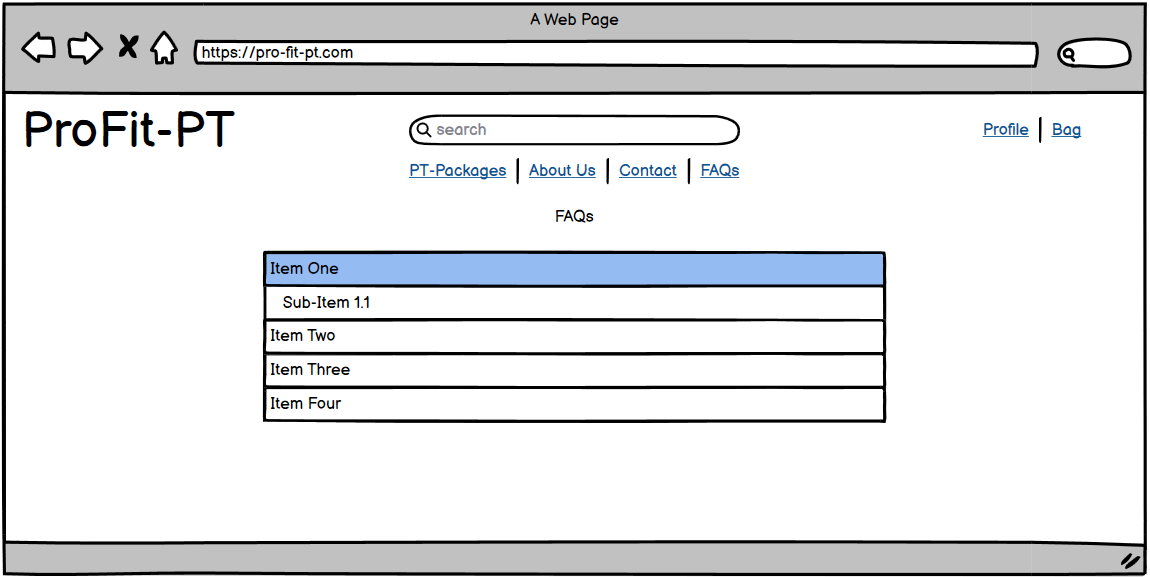 A Web Page
https://pro-fit-pt.com
ProFit-PT
search
Profile
Bag
PT-Packages
About Us
Contact
FAQs
FAQs
Item One
Sub-Item 1.1
Item Two
Item Three
Item Four